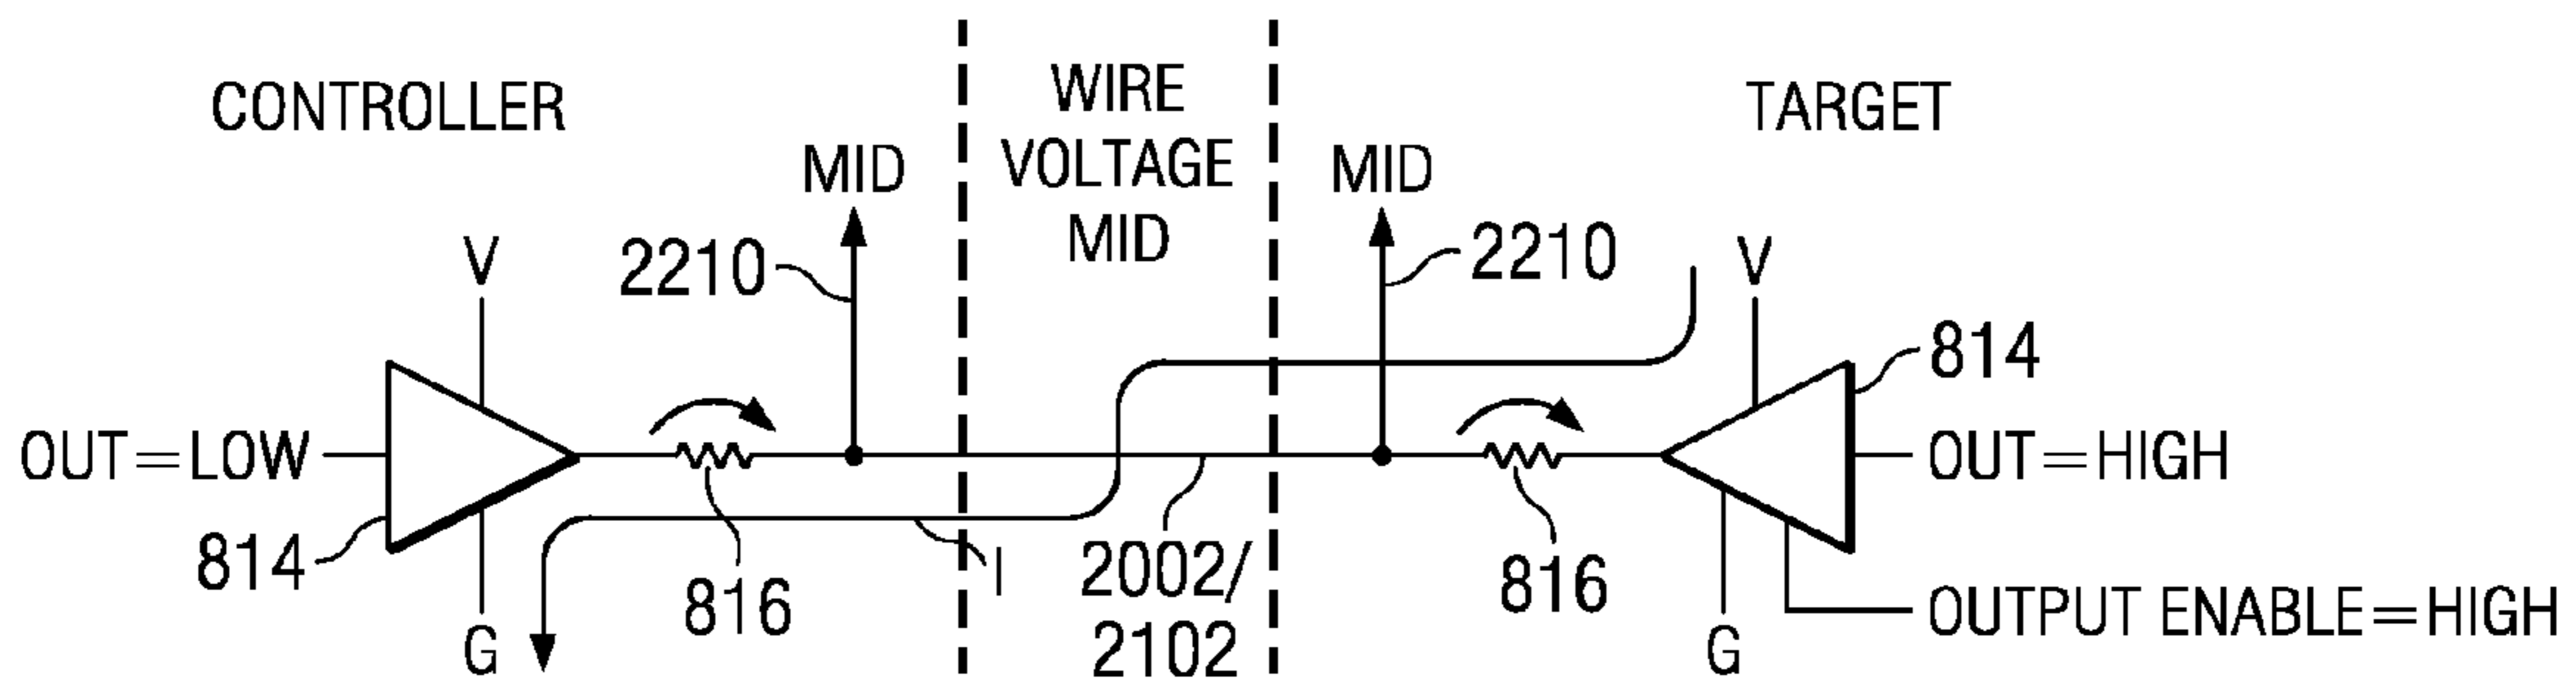 CONTROLLER
WIRE
VOLTAGE
MID
TARGET
MID
MID
V
2210
2210
V
814
OUT=LOW
OUT=HIGH
814
816
I
2002/
2102
816
OUTPUT ENABLE=HIGH
G
G